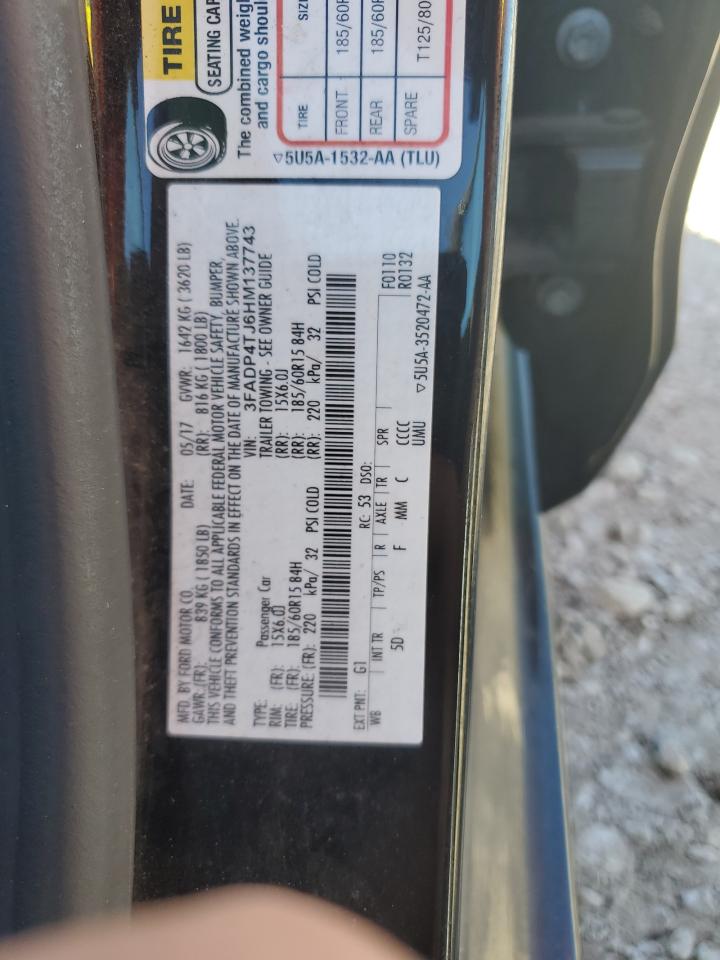 TIRE
SEATING CAP
The combined weigh
and cargo shoul
TIRE SIZE
FRONT 185/60R
REAR 185/60R
SPARE T125/80
▽5U5A-1532-AA (TLU)
MFD. BY FORD MOTOR CO. DATE: 05/17 GVWR: 1642 KG ( 3620 LB)
GAWR:(FR): 839 KG (1850 LB) (RR): 816 KG ( 1800 LB)
THIS VEHICLE CONFORMS TO ALL APPLICABLE FEDERAL MOTOR VEHICLE SAFETY, BUMPER,
AND THEFT PREVENTION STANDARDS IN EFFECT ON THE DATE OF MANUFACTURE SHOWN ABOVE.
VIN: 3FADP4TJ6HM137743
TYPE: Passenger Car TRAILER TOWING - SEE OWNER GUIDE
RIM: (FR): 15X6.0J (RR): 15X6.0J
TIRE: (FR): 185/60R15 84H (RR): 185/60R15 84H
PRESSURE:(FR): 220 kPa/ 32 PSI COLD (RR): 220 kPa/ 32 PSI COLD
EXT PNT: G1 RC: 53 DSO: F0110
WB INT TR TP/PS R AXLE TR SPR R0132
5D F MM C CCCC
UMU ▽5U5A-3520472-AA